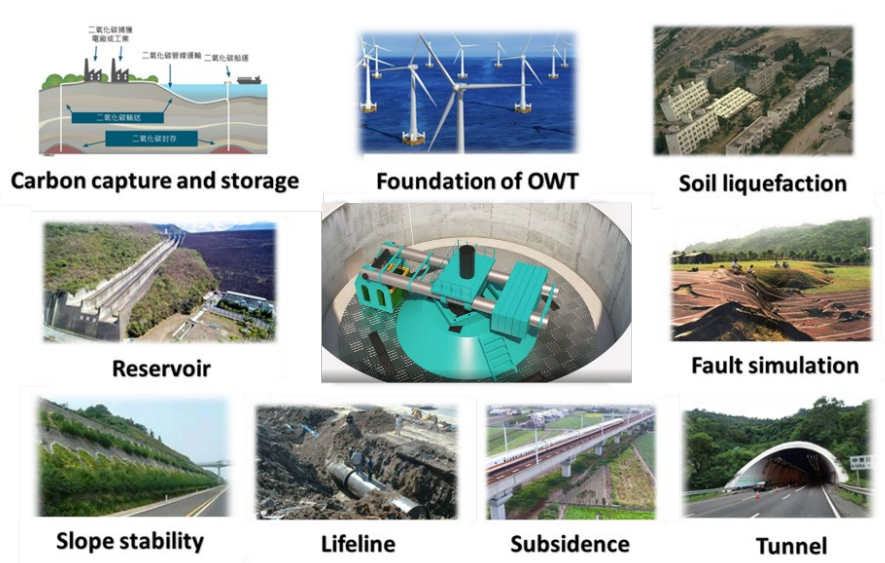 二氧化碳捕獲
電廠或工業
二氧化碳管線運輸
二氧化碳船運
二氧化碳輸送
二氧化碳封存
Carbon capture and storage
Foundation of OWT
Soil liquefaction
Reservoir
Fault simulation
Slope stability
Lifeline
Subsidence
Tunnel